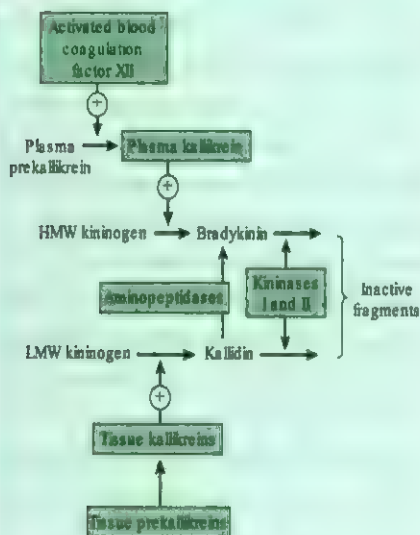 Activated blood
coagulation
factor XII
+
Plasma
prekallikrein
Plasma kallikrein
+
HMW kininogen
Bradykinin
Aminopeptidases
Kininases
I and II
Inactive
fragments
LMW kininogen
Kallidin
+
Tissue kallikreins
Tissue prekallikreins